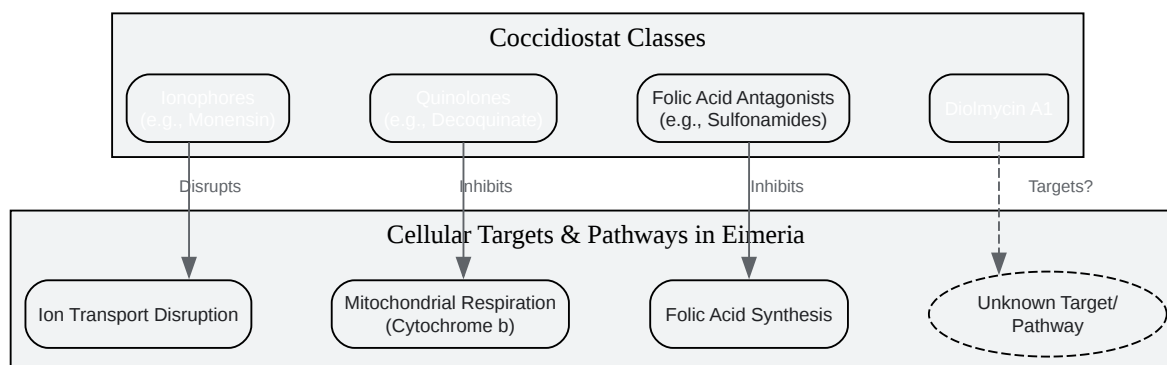 Coccidiostat Classes
Ionophores
(e.g., Monensin)
Quinolones
(e.g., Decoquinate)
Folic Acid Antagonists
(e.g., Sulfonamides)
Diolmycin A1
Disrupts
Inhibits
Inhibits
Targets?
Cellular Targets & Pathways in Eimeria
Ion Transport Disruption
Mitochondrial Respiration
(Cytochrome b)
Folic Acid Synthesis
Unknown Target/
Pathway